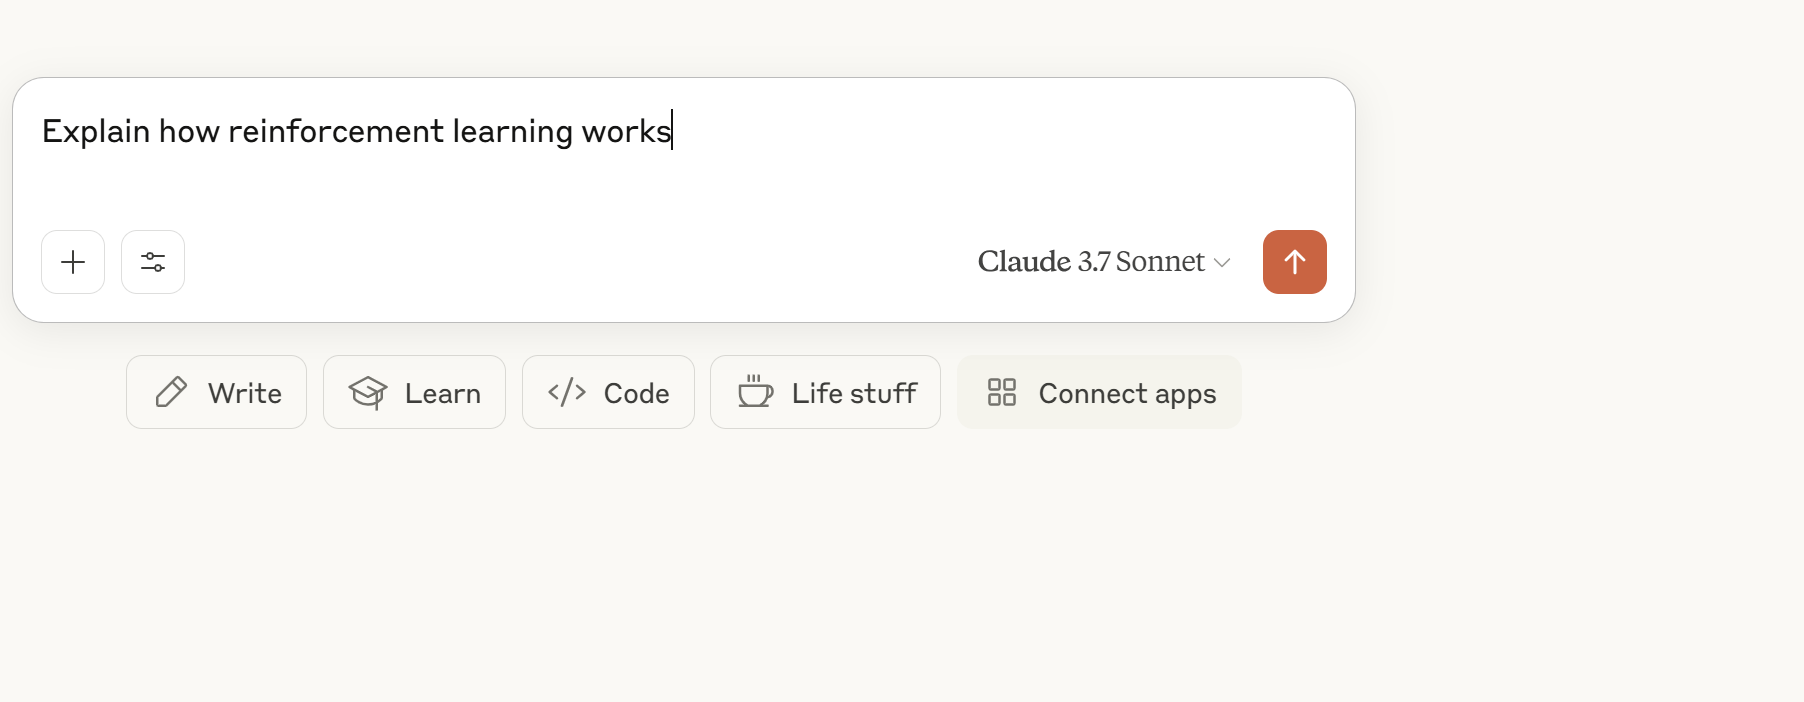 Explain how reinforcement learning works
Claude 3.7 Sonnet
Write
Learn
Code
Life stuff
Connect apps